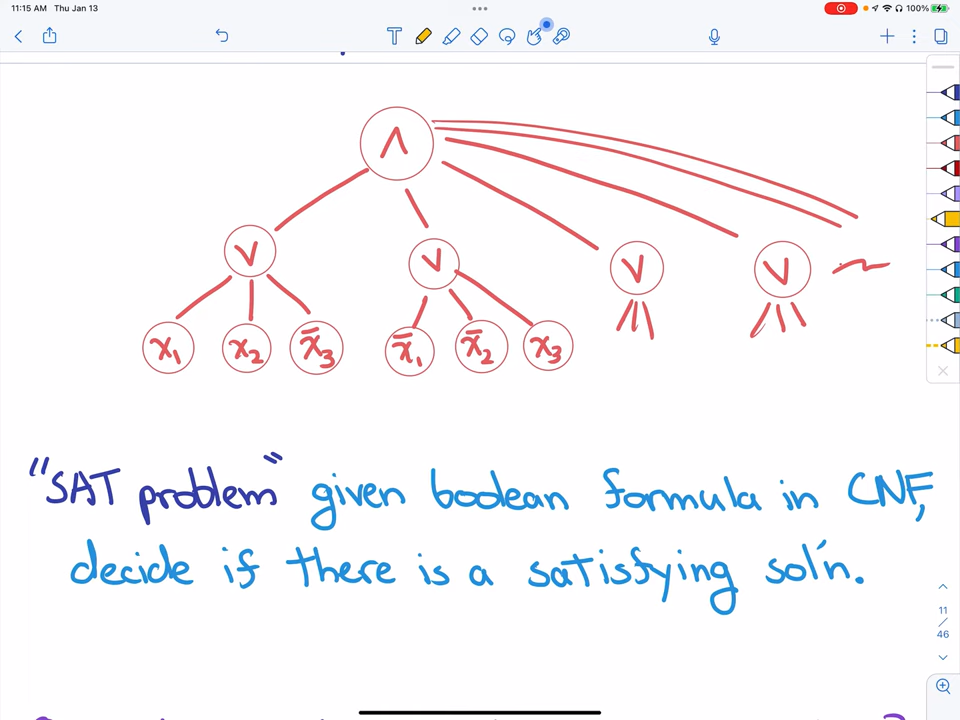 11:15 AM Thu Jan 13
100%
T
∧
∨ ∨ ∨ ∨
x₁ x₂ x̄₃ x̄₁ x̄₂ x₃
"SAT problem" given boolean formula in CNF,
decide if there is a satisfying sol'n.
11
/
46